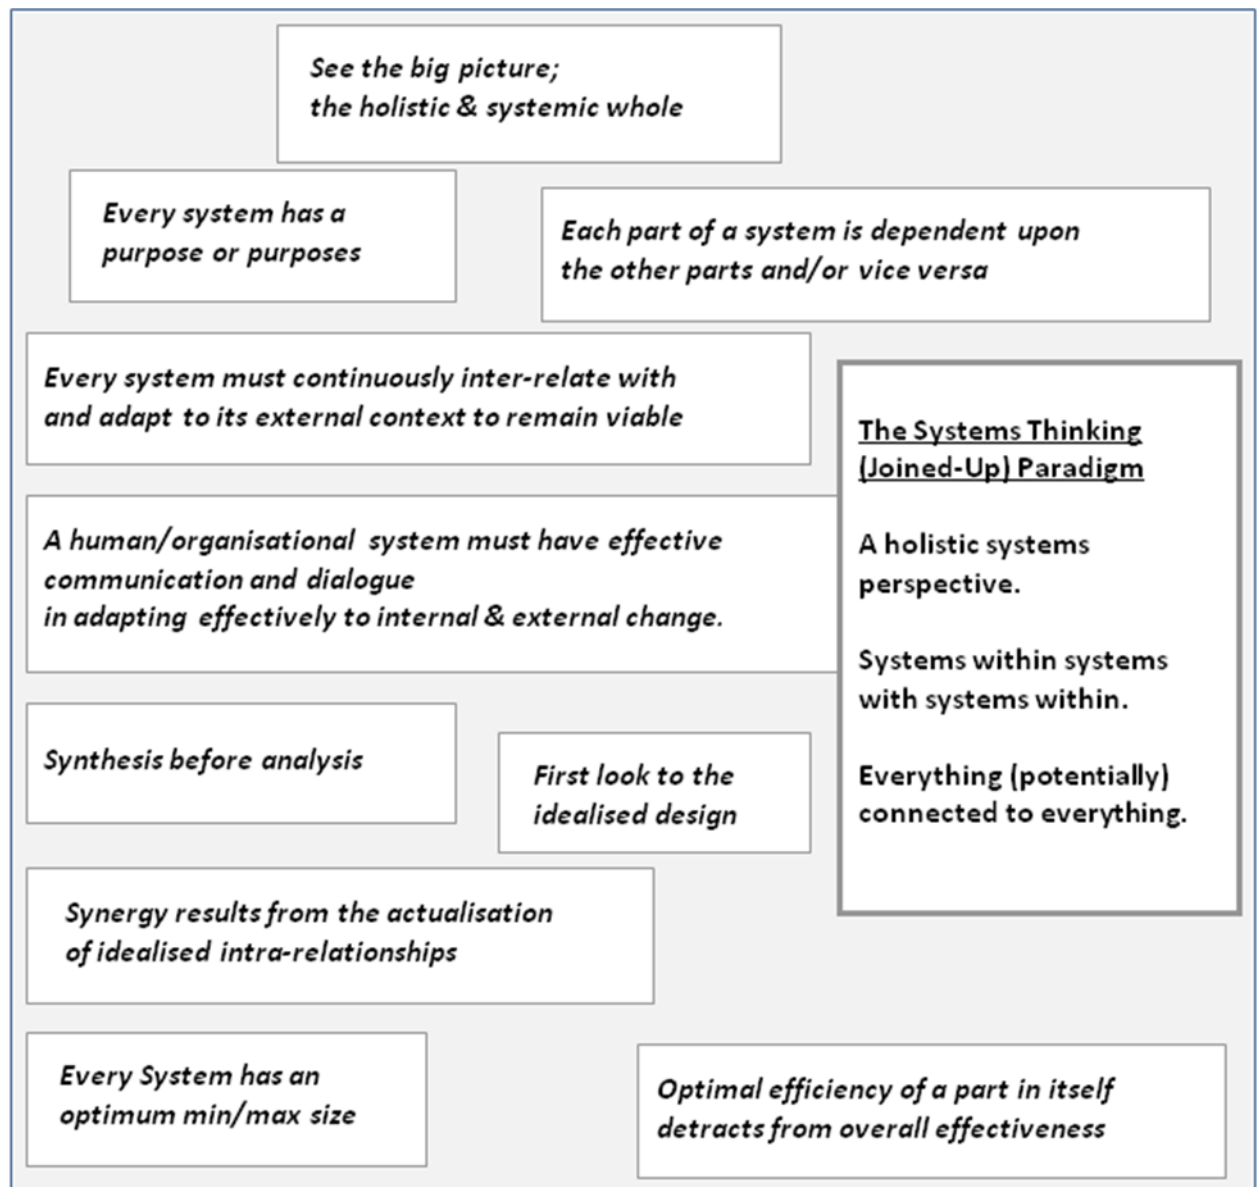 See the big picture;
the holistic & systemic whole
Every system has a
purpose or purposes
Each part of a system is dependent upon
the other parts and/or vice versa
Every system must continuously inter-relate with
and adapt to its external context to remain viable
A human/organisational system must have effective
communication and dialogue
in adapting effectively to internal & external change.
The Systems Thinking
(Joined-Up) Paradigm
A holistic systems
perspective.
Systems within systems
with systems within.
Everything (potentially)
connected to everything.
Synthesis before analysis
First look to the
idealised design
Synergy results from the actualisation
of idealised intra-relationships
Every System has an
optimum min/max size
Optimal efficiency of a part in itself
detracts from overall effectiveness